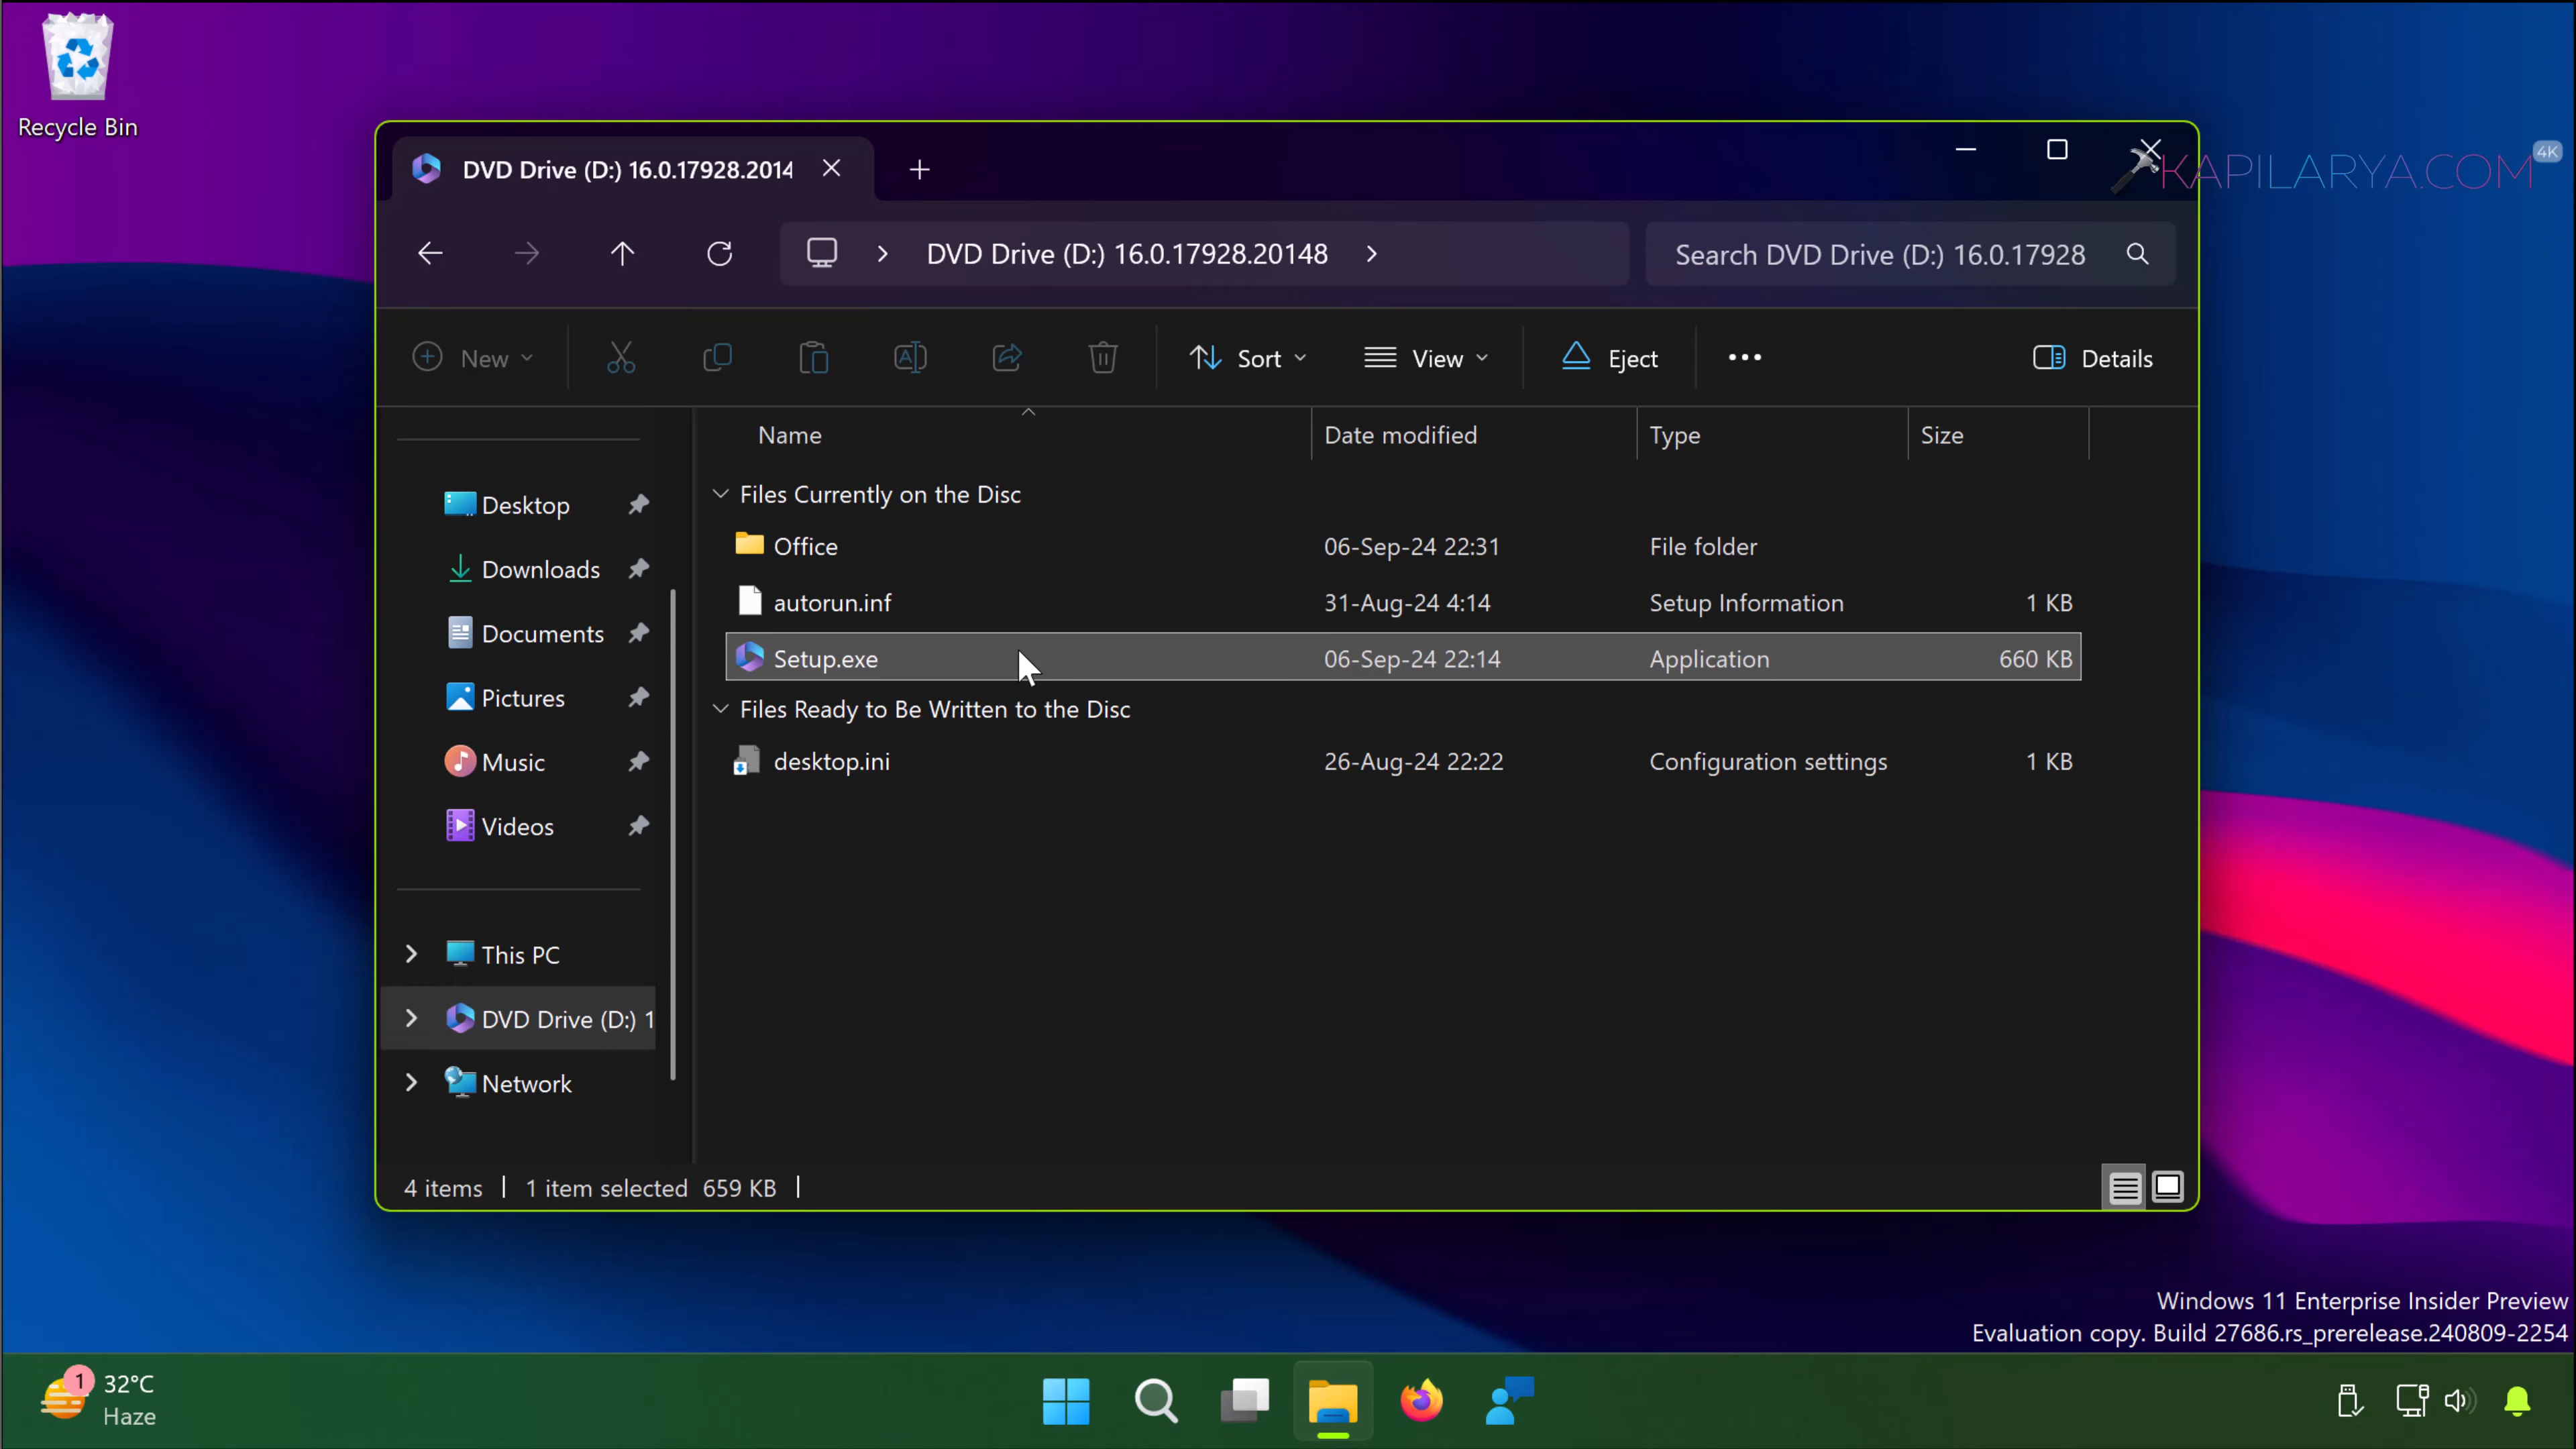 Recycle Bin
DVD Drive (D:) 16.0.17928.2014
KAPILARYA.COM 4K
DVD Drive (D:) 16.0.17928.20148
Search DVD Drive (D:) 16.0.17928
New Sort View Eject ••• Details
Name Date modified Type Size
Files Currently on the Disc
Office 06-Sep-24 22:31 File folder
autorun.inf 31-Aug-24 4:14 Setup Information 1 KB
Setup.exe 06-Sep-24 22:14 Application 660 KB
Files Ready to Be Written to the Disc
desktop.ini 26-Aug-24 22:22 Configuration settings 1 KB
Desktop
Downloads
Documents
Pictures
Music
Videos
This PC
DVD Drive (D:) 1
Network
4 items 1 item selected 659 KB
Windows 11 Enterprise Insider Preview
Evaluation copy. Build 27686.rs_prerelease.240809-2254
1
32°C
Haze